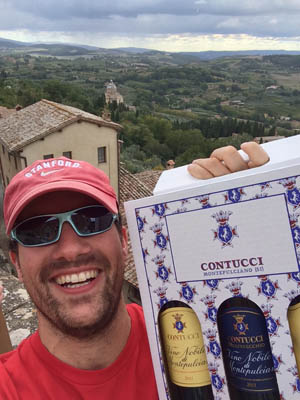 STANFORD
CONTUCCI
MONTEPULCIANO (SI)
CONTUCCI
Vino Nobile
di Montepulciano
CONTUCCI
Vino Nobile
di Montepulciano